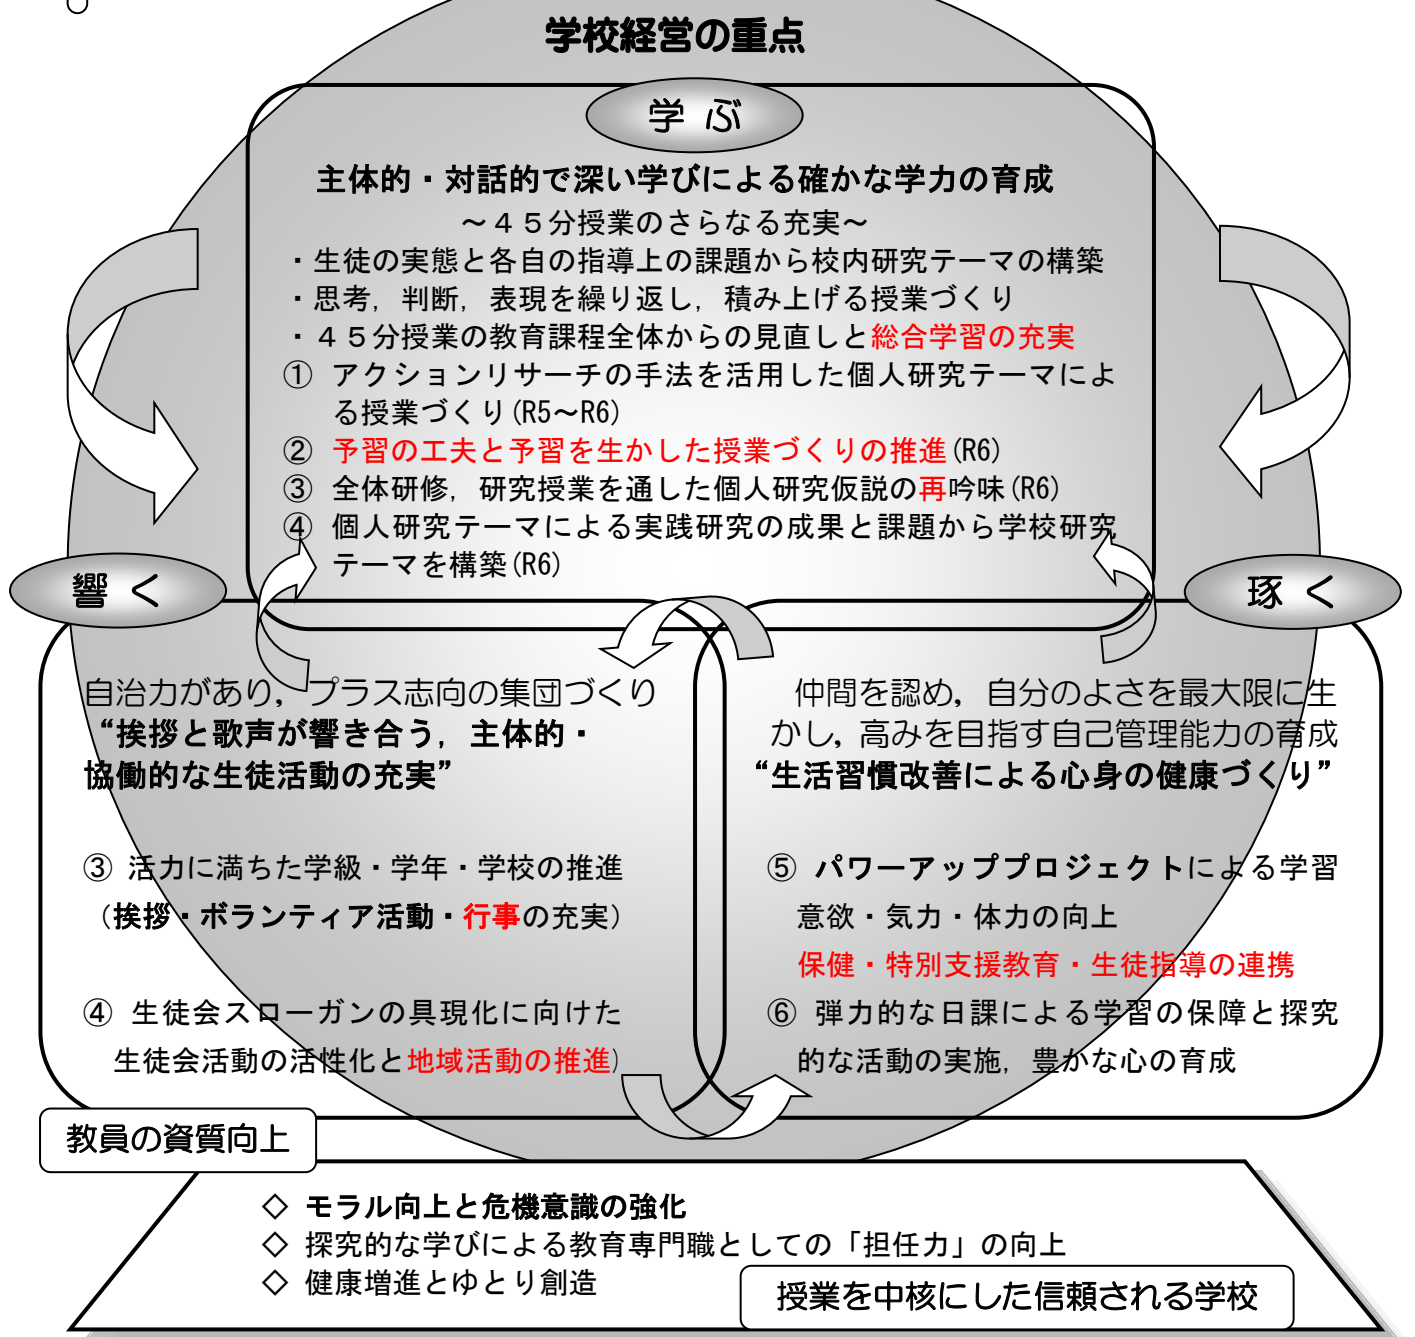 学校経営の重点
学 ぶ
主体的・対話的で深い学びによる確かな学力の育成
～４５分授業のさらなる充実～
・生徒の実態と各自の指導上の課題から校内研究テーマの構築
・思考，判断，表現を繰り返し，積み上げる授業づくり
・４５分授業の教育課程全体からの見直しと総合学習の充実
① アクションリサーチの手法を活用した個人研究テーマによ
る授業づくり(R5～R6)
② 予習の工夫と予習を生かした授業づくりの推進(R6)
③ 全体研修，研究授業を通した個人研究仮説の再吟味(R6)
④ 個人研究テーマによる実践研究の成果と課題から学校研究
テーマを構築(R6)
響 く
自治力があり，プラス志向の集団づくり
“挨拶と歌声が響き合う，主体的・
協働的な生徒活動の充実”
③ 活力に満ちた学級・学年・学校の推進
（挨拶・ボランティア活動・行事の充実）
④ 生徒会スローガンの具現化に向けた
生徒会活動の活性化と地域活動の推進）
琢 く
仲間を認め，自分のよさを最大限に生
かし，高みを目指す自己管理能力の育成
“生活習慣改善による心身の健康づくり”
⑤ パワーアッププロジェクトによる学習
意欲・気力・体力の向上
保健・特別支援教育・生徒指導の連携
⑥ 弾力的な日課による学習の保障と探究
的な活動の実施，豊かな心の育成
教員の資質向上
◇ モラル向上と危機意識の強化
◇ 探究的な学びによる教育専門職としての「担任力」の向上
◇ 健康増進とゆとり創造
授業を中核にした信頼される学校